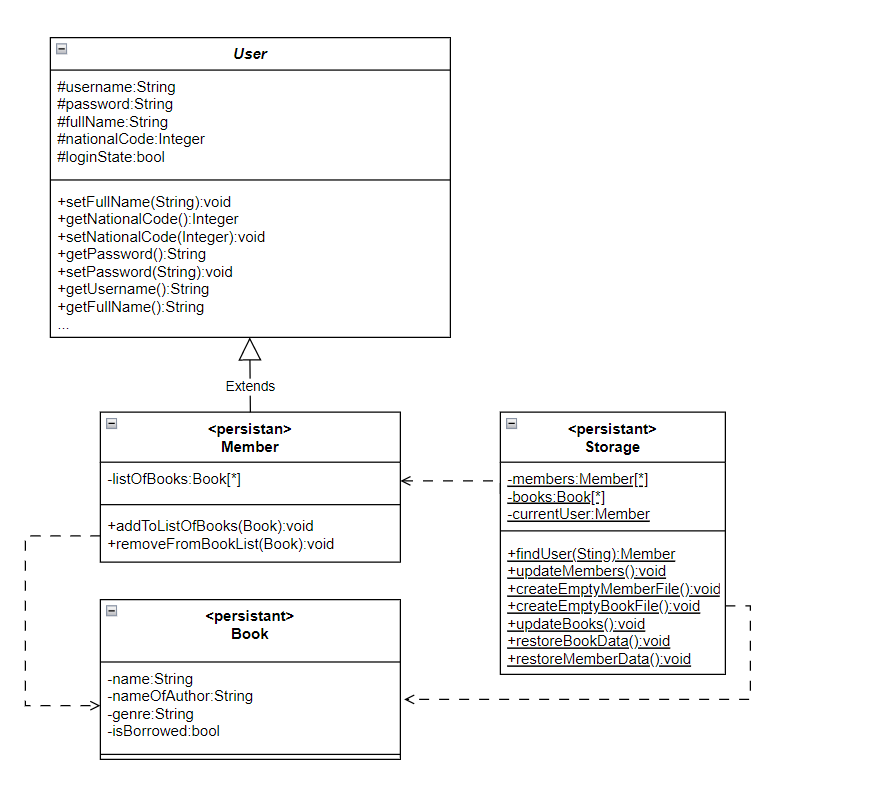 User
#username:String
#password:String
#fullName:String
#nationalCode:Integer
#loginState:bool
+setFullName(String):void
+getNationalCode():Integer
+setNationalCode(Integer):void
+getPassword():String
+setPassword(String):void
+getUsername():String
+getFullName():String
...
Extends
<persistan>
Member
-listOfBooks:Book[*]
+addToListOfBooks(Book):void
+removeFromBookList(Book):void
<persistant>
Storage
-members:Member[*]
-books:Book[*]
-currentUser:Member
+findUser(Sting):Member
+updateMembers():void
+createEmptyMemberFile():void
+createEmptyBookFile():void
+updateBooks():void
+restoreBookData():void
+restoreMemberData():void
<persistant>
Book
-name:String
-nameOfAuthor:String
-genre:String
-isBorrowed:bool